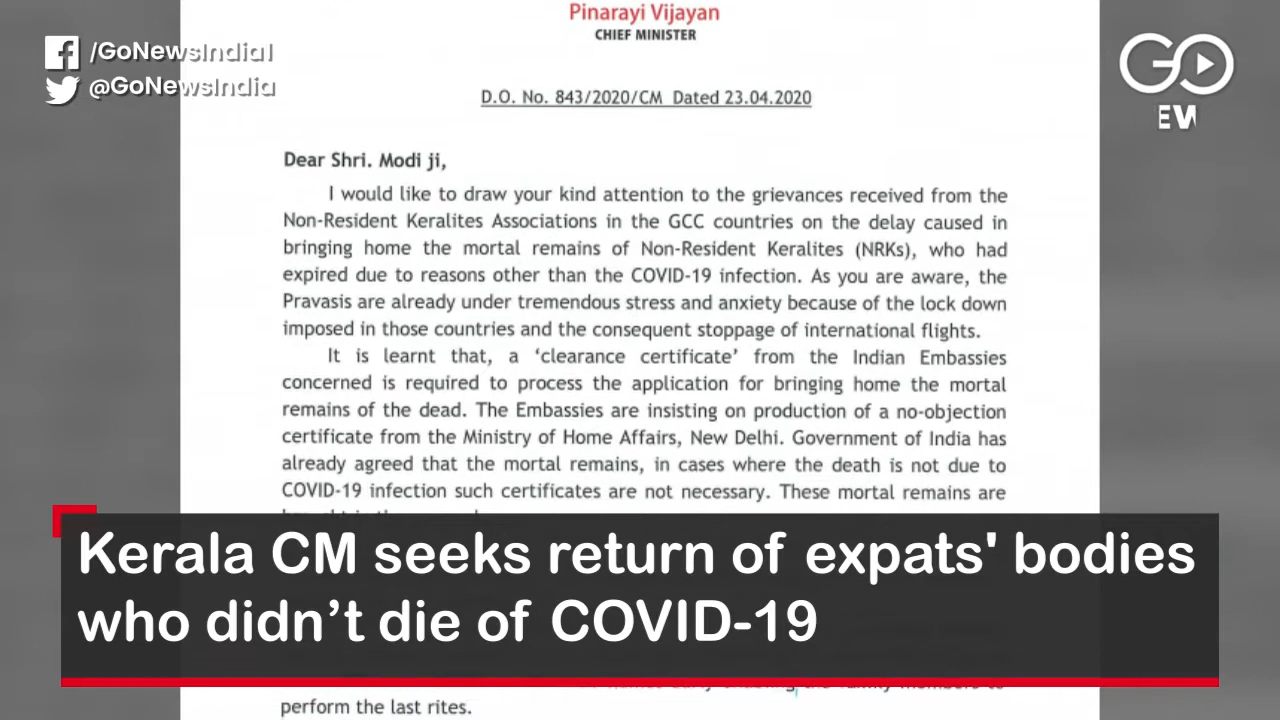 Pinarayi Vijayan
CHIEF MINISTER
/GoNewsIndia1
@GoNewsIndia
GO
EW
D.O. No. 843/2020/CM Dated 23.04.2020
Dear Shri. Modi ji,
I would like to draw your kind attention to the grievances received from the
Non-Resident Keralites Associations in the GCC countries on the delay caused in
bringing home the mortal remains of Non-Resident Keralites (NRKs), who had
expired due to reasons other than the COVID-19 infection. As you are aware, the
Pravasis are already under tremendous stress and anxiety because of the lock down
imposed in those countries and the consequent stoppage of international flights.
It is learnt that, a ‘clearance certificate’ from the Indian Embassies
concerned is required to process the application for bringing home the mortal
remains of the dead. The Embassies are insisting on production of a no-objection
certificate from the Ministry of Home Affairs, New Delhi. Government of India has
already agreed that the mortal remains, in cases where the death is not due to
COVID-19 infection such certificates are not necessary. These mortal remains are
Kerala CM seeks return of expats' bodies
who didn’t die of COVID-19
perform the last rites.